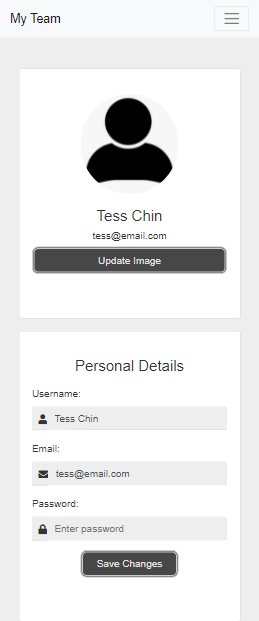 My Team
Tess Chin
tess@email.com
Update Image
Personal Details
Username:
Tess Chin
Email:
tess@email.com
Password:
Enter password
Save Changes